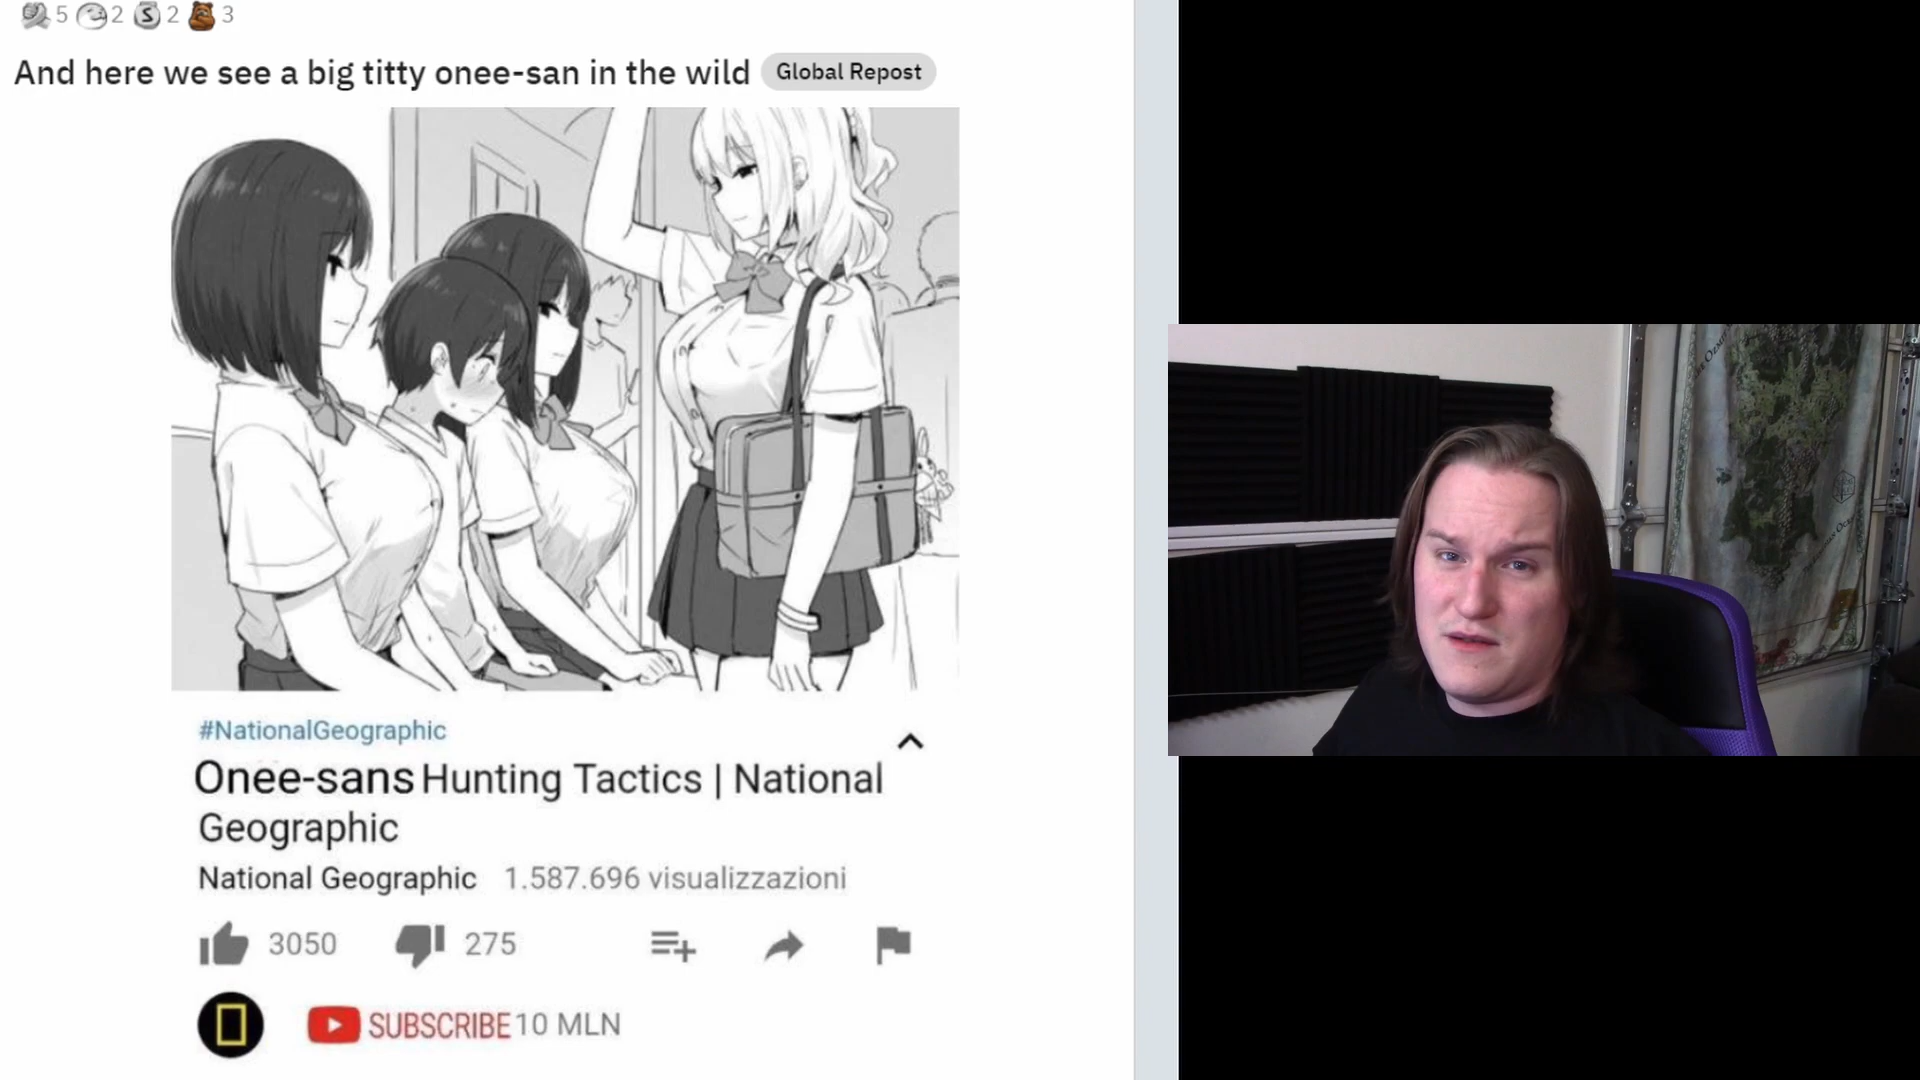 5 2 S 2 3
And here we see a big titty onee-san in the wild Global Repost
#NationalGeographic
Onee-sans Hunting Tactics | National
Geographic
National Geographic 1.587.696 visualizzazioni
3050 275
SUBSCRIBE 10 MLN